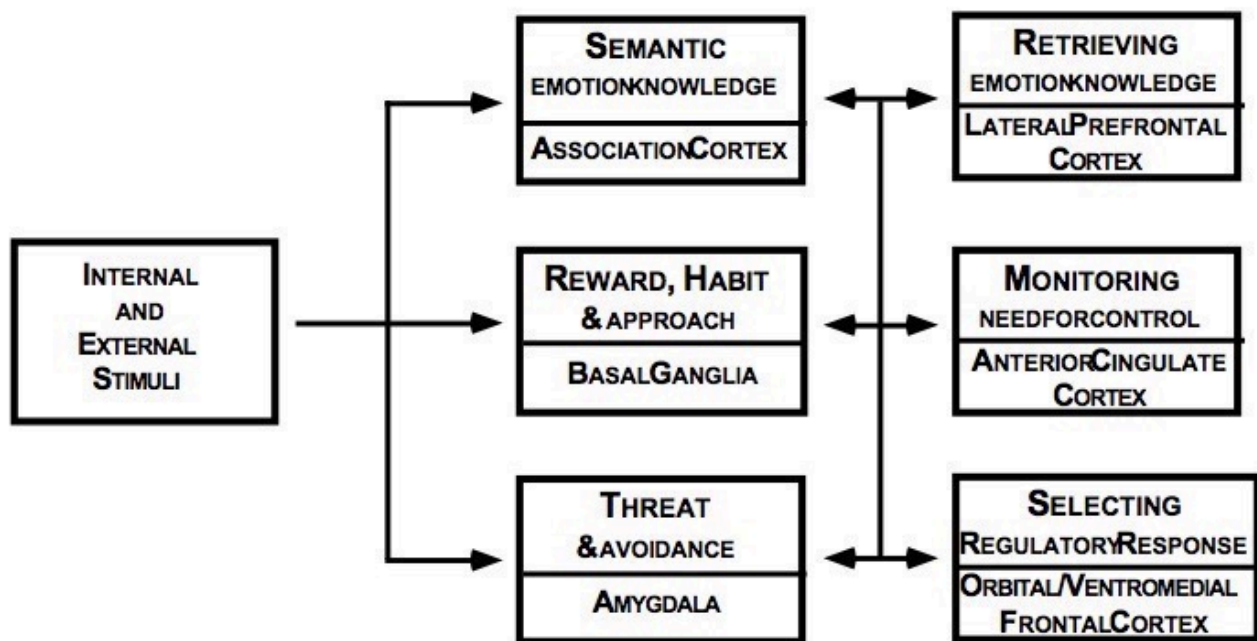 INTERNAL
AND
EXTERNAL
STIMULI
SEMANTIC
EMOTIONKNOWLEDGE
ASSOCIATIONCORTEX
REWARD, HABIT
& APPROACH
BASALGANGLIA
THREAT
&AVOIDANCE
AMYGDALA
RETRIEVING
EMOTIONKNOWLEDGE
LATERALPREFRONTAL
CORTEX
MONITORING
NEEDFORCONTROL
ANTERIORCINGULATE
CORTEX
SELECTING
REGULATORYRESPONSE
ORBITAL/VENTROMEDIAL
FRONTALCORTEX